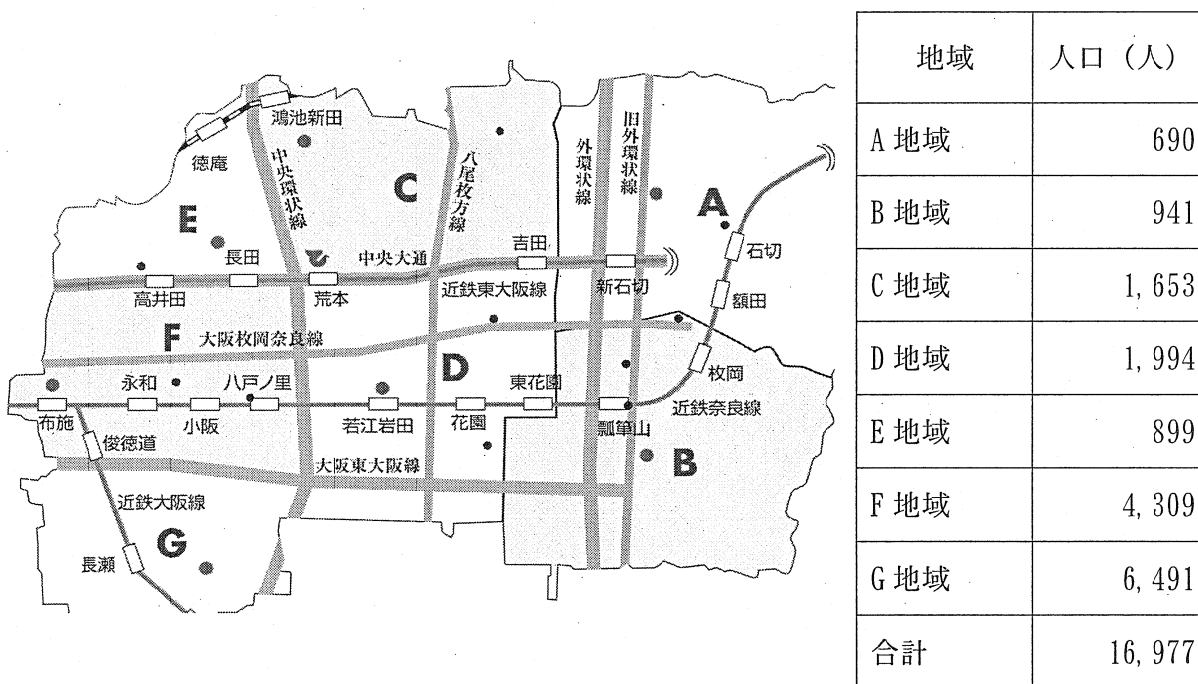 鴻池新田
徳庵
中央環状線
八尾枚方線
外環状線
旧外環状線
C
A
E
石切
吉田
長田
中央大通
高井田
荒本
近鉄東大阪線
新石切
額田
F
大阪枚岡奈良線
D
枚岡
永和
八戸ノ里
東花園
近鉄奈良線
布施
小阪
若江岩田
花園
瓢箪山
俊徳道
大阪東大阪線
B
近鉄大阪線
G
長瀬
地域 人口（人）
A 地域 690
B 地域 941
C 地域 1,653
D 地域 1,994
E 地域 899
F 地域 4,309
G 地域 6,491
合計 16,977